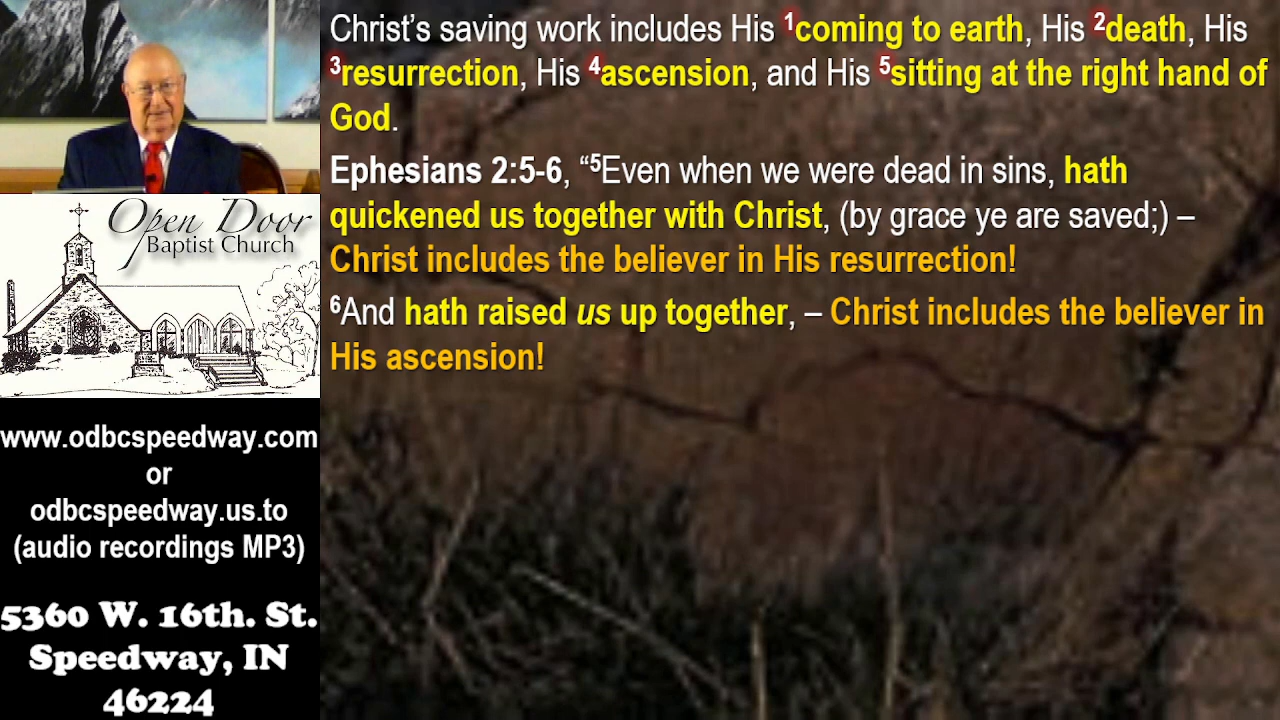 Christ’s saving work includes His ¹coming to earth, His ²death, His
³resurrection, His ⁴ascension, and His ⁵sitting at the right hand of
God.
Ephesians 2:5-6, “⁵Even when we were dead in sins, hath
quickened us together with Christ, (by grace ye are saved;) –
Christ includes the believer in His resurrection!
⁶And hath raised us up together, – Christ includes the believer in
His ascension!
Open Door
Baptist Church
www.odbcspeedway.com
or
odbcspeedway.us.to
(audio recordings MP3)
5360 W. 16th. St.
Speedway, IN
46224